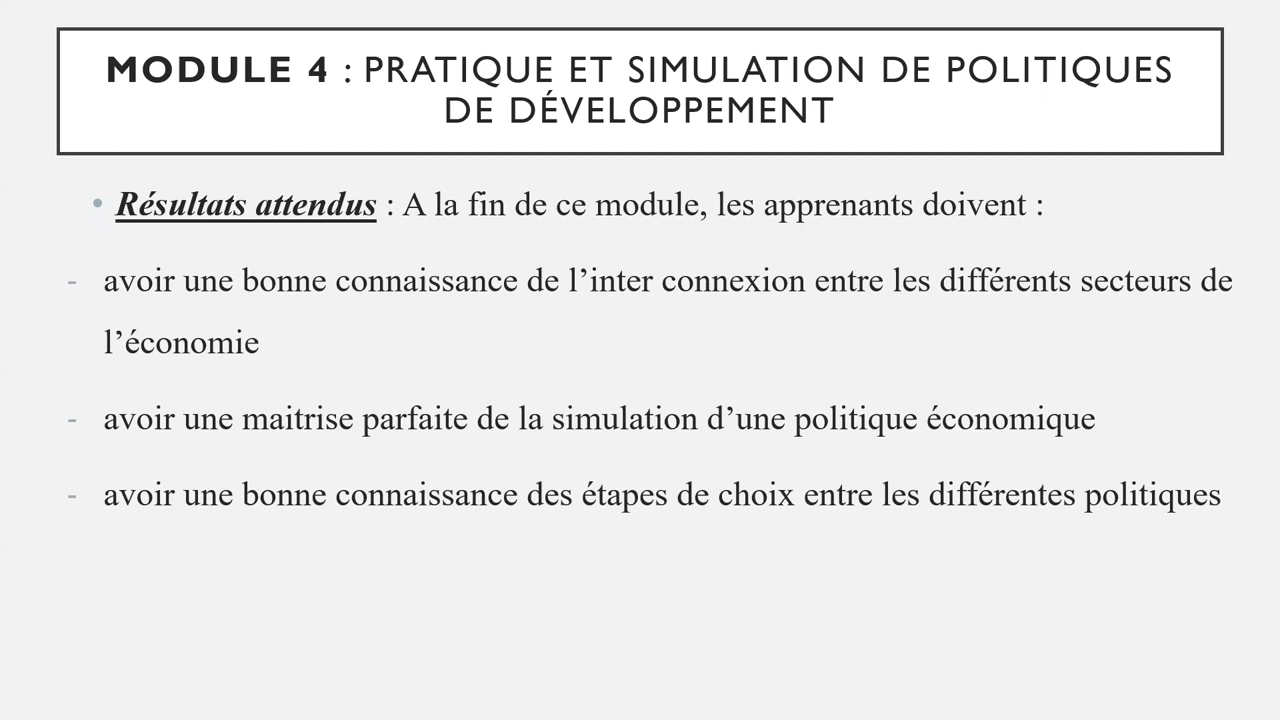 MODULE 4 : PRATIQUE ET SIMULATION DE POLITIQUES
DE DÉVELOPPEMENT
• Résultats attendus : A la fin de ce module, les apprenants doivent :
- avoir une bonne connaissance de l’inter connexion entre les différents secteurs de
l’économie
- avoir une maitrise parfaite de la simulation d’une politique économique
- avoir une bonne connaissance des étapes de choix entre les différentes politiques